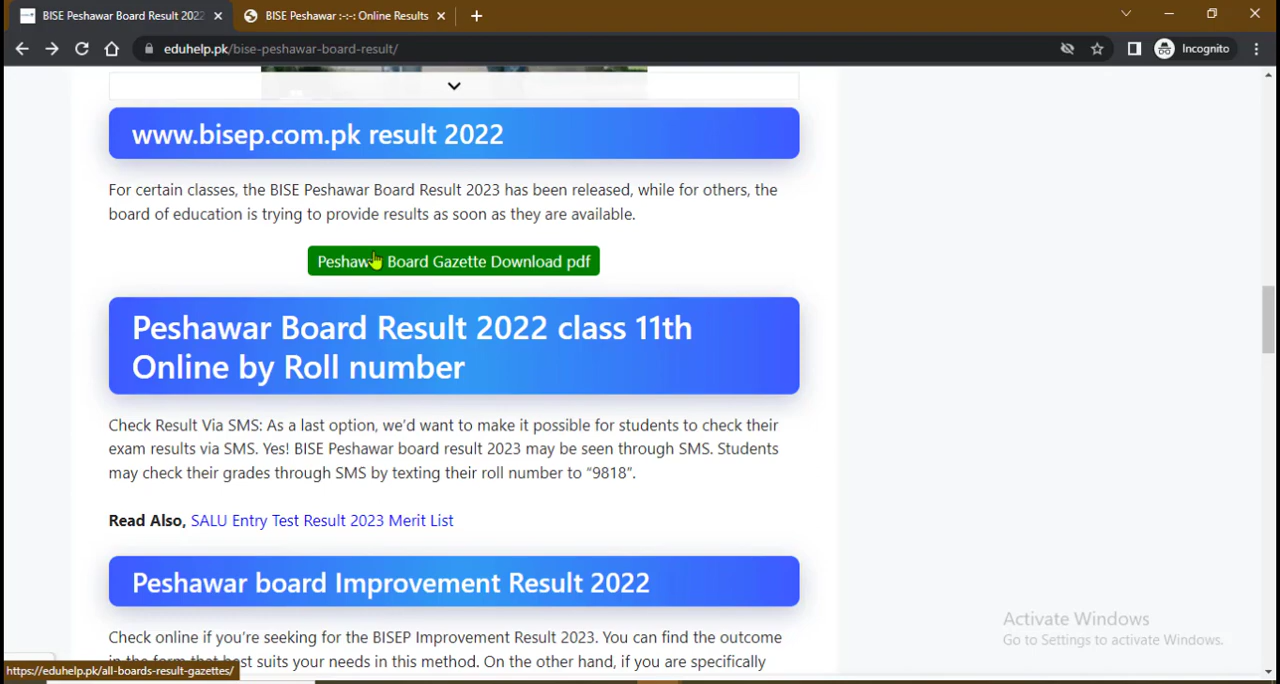 BISE Peshawar Board Result 2022
BISE Peshawar :-:-: Online Results
eduhelp.pk/bise-peshawar-board-result/
Incognito
www.bisep.com.pk result 2022
For certain classes, the BISE Peshawar Board Result 2023 has been released, while for others, the
board of education is trying to provide results as soon as they are available.
Peshawar Board Gazette Download pdf
Peshawar Board Result 2022 class 11th
Online by Roll number
Check Result Via SMS: As a last option, we’d want to make it possible for students to check their
exam results via SMS. Yes! BISE Peshawar board result 2023 may be seen through SMS. Students
may check their grades through SMS by texting their roll number to “9818”.
Read Also, SALU Entry Test Result 2023 Merit List
Peshawar board Improvement Result 2022
Check online if you’re seeking for the BISEP Improvement Result 2023. You can find the outcome
in the form that best suits your needs in this method. On the other hand, if you are specifically
Activate Windows
Go to Settings to activate Windows.
https://eduhelp.pk/all-boards-result-gazettes/